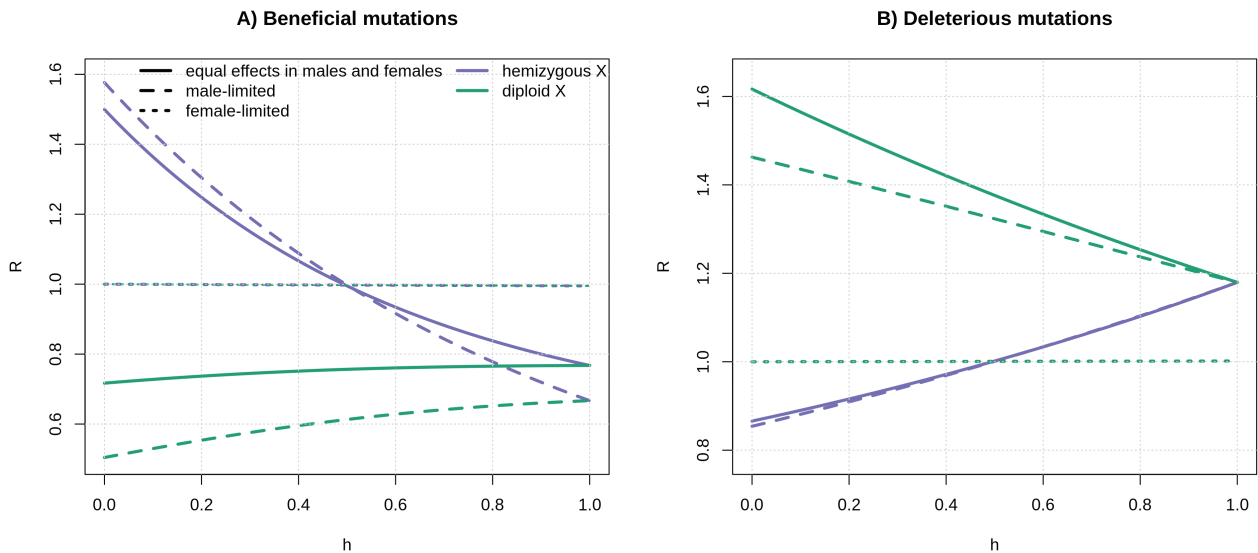 A) Beneficial mutations
equal effects in males and females
male-limited
female-limited
hemizygous X
diploid X
1.6
1.4
1.2
1.0
0.8
0.6
R
0.0 0.2 0.4 0.6 0.8 1.0
h
B) Deleterious mutations
1.6
1.4
1.2
1.0
0.8
R
0.0 0.2 0.4 0.6 0.8 1.0
h